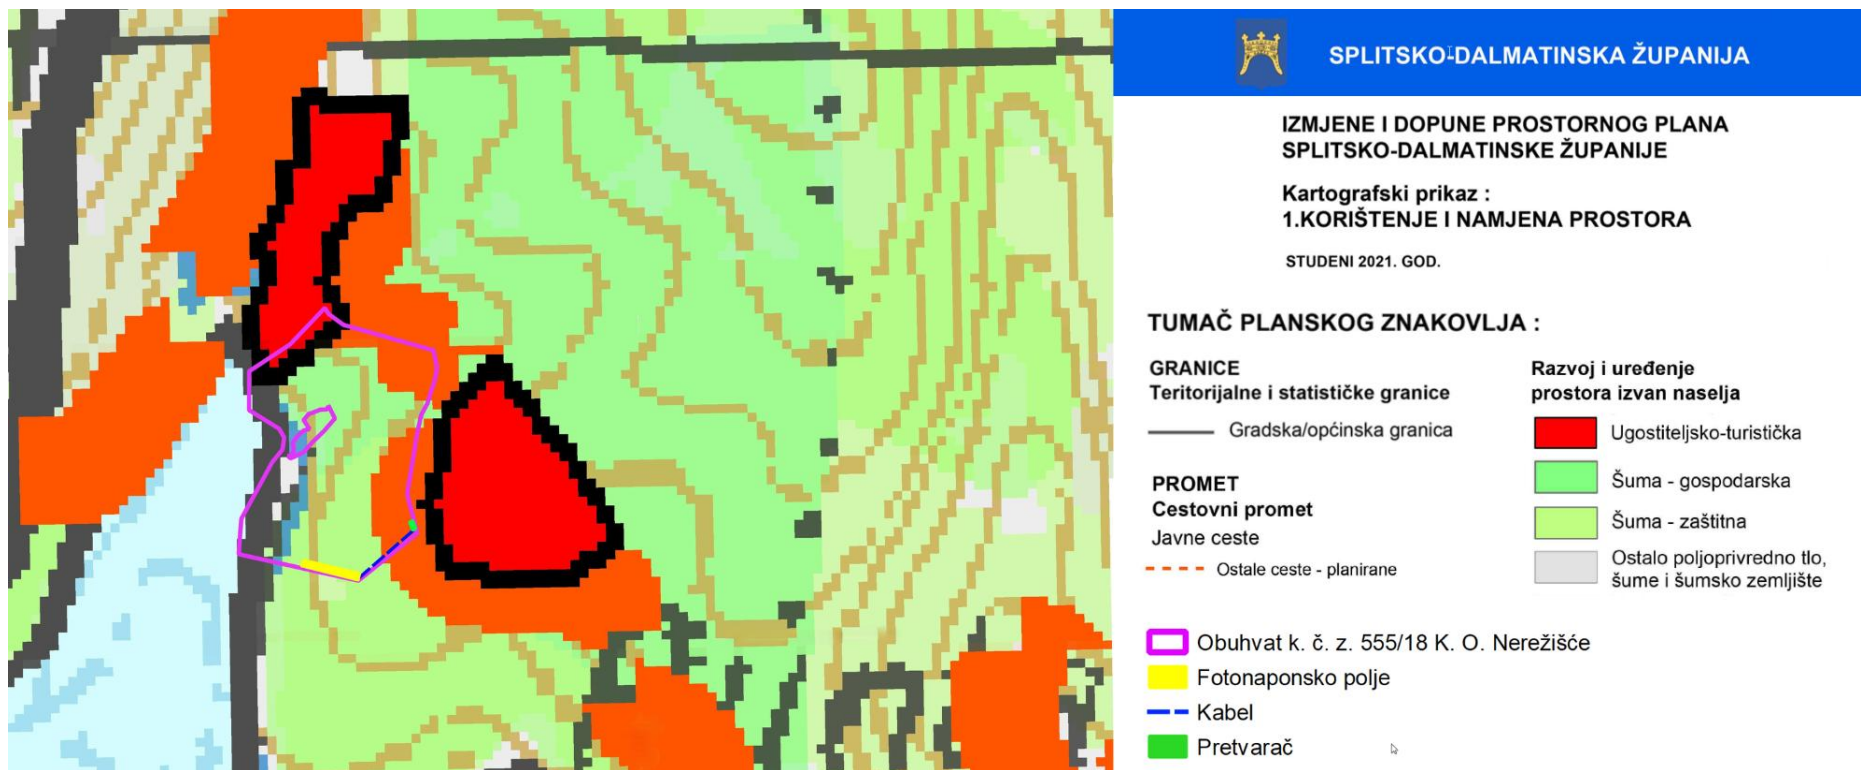 SPLITSKO-DALMATINSKA ŽUPANIJA
IZMJENE I DOPUNE PROSTORNOG PLANA
SPLITSKO-DALMATINSKE ŽUPANIJE
Kartografski prikaz :
1.KORIŠTENJE I NAMJENA PROSTORA
STUDENI 2021. GOD.
TUMAČ PLANSKOG ZNAKOVLJA :
GRANICE
Teritorijalne i statističke granice
Gradska/općinska granica
PROMET
Cestovni promet
Javne ceste
Ostale ceste - planirane
Razvoj i uređenje
prostora izvan naselja
Ugostiteljsko-turistička
Šuma - gospodarska
Šuma - zaštitna
Ostalo poljoprivredno tlo,
šume i šumsko zemljište
Obuhvat k. č. z. 555/18 K. O. Nerežišće
Fotonaponsko polje
Kabel
Pretvarač